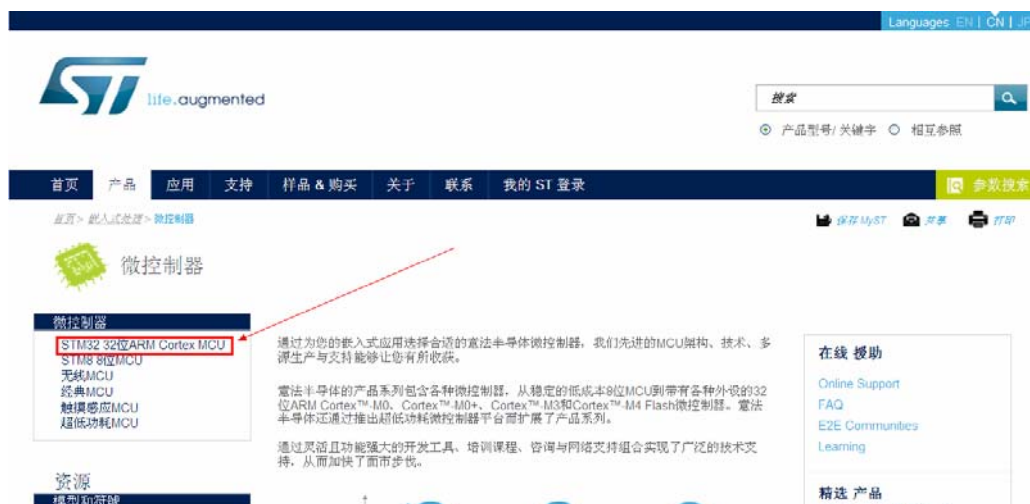 Languages EN | CN | JP
ST
life.augmented
搜索
产品型号/关键字 相互参照
首页 产品 应用 支持 样品 & 购买 关于 联系 我的 ST 登录
参数搜索
首页 > 嵌入式处理 > 微控制器
保存 MyST 共享 打印
微控制器
微控制器
STM32 32位ARM Cortex MCU
STM8 8位MCU
无线MCU
经典MCU
触摸感应MCU
超低功耗MCU
资源
模型和符号
通过为您的嵌入式应用选择合适的意法半导体微控制器，我们先进的MCU架构、技术、多
源生产与支持能够让您有所收获。
意法半导体的产品系列包含各种微控制器，从稳定的低成本8位MCU到带有各种外设的32
位ARM Cortex™-M0、Cortex™-M0+、Cortex™-M3和Cortex™-M4 Flash微控制器。意法
半导体还通过推出超低功耗微控制器平台而扩展了产品系列。
通过灵活且功能强大的开发工具、培训课程、咨询与网络支持组合实现了广泛的技术支
持，从而加快了面市步伐。
在线 援助
Online Support
FAQ
E2E Communities
Learning
精选 产品